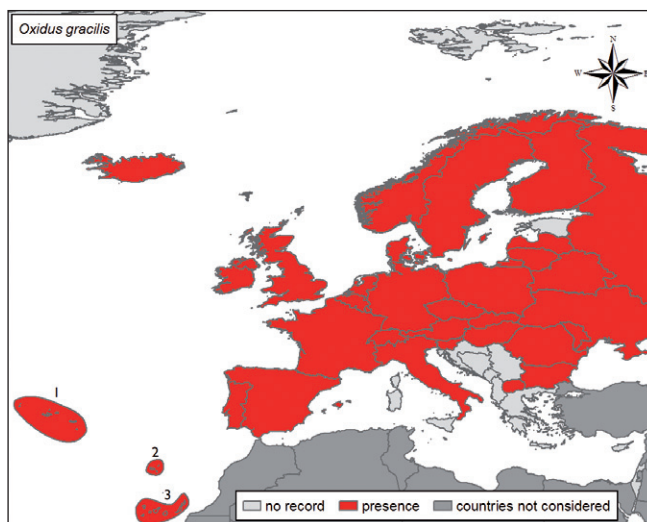 Oxidus gracilis
N
W E
S
1
2
3
no record presence countries not considered